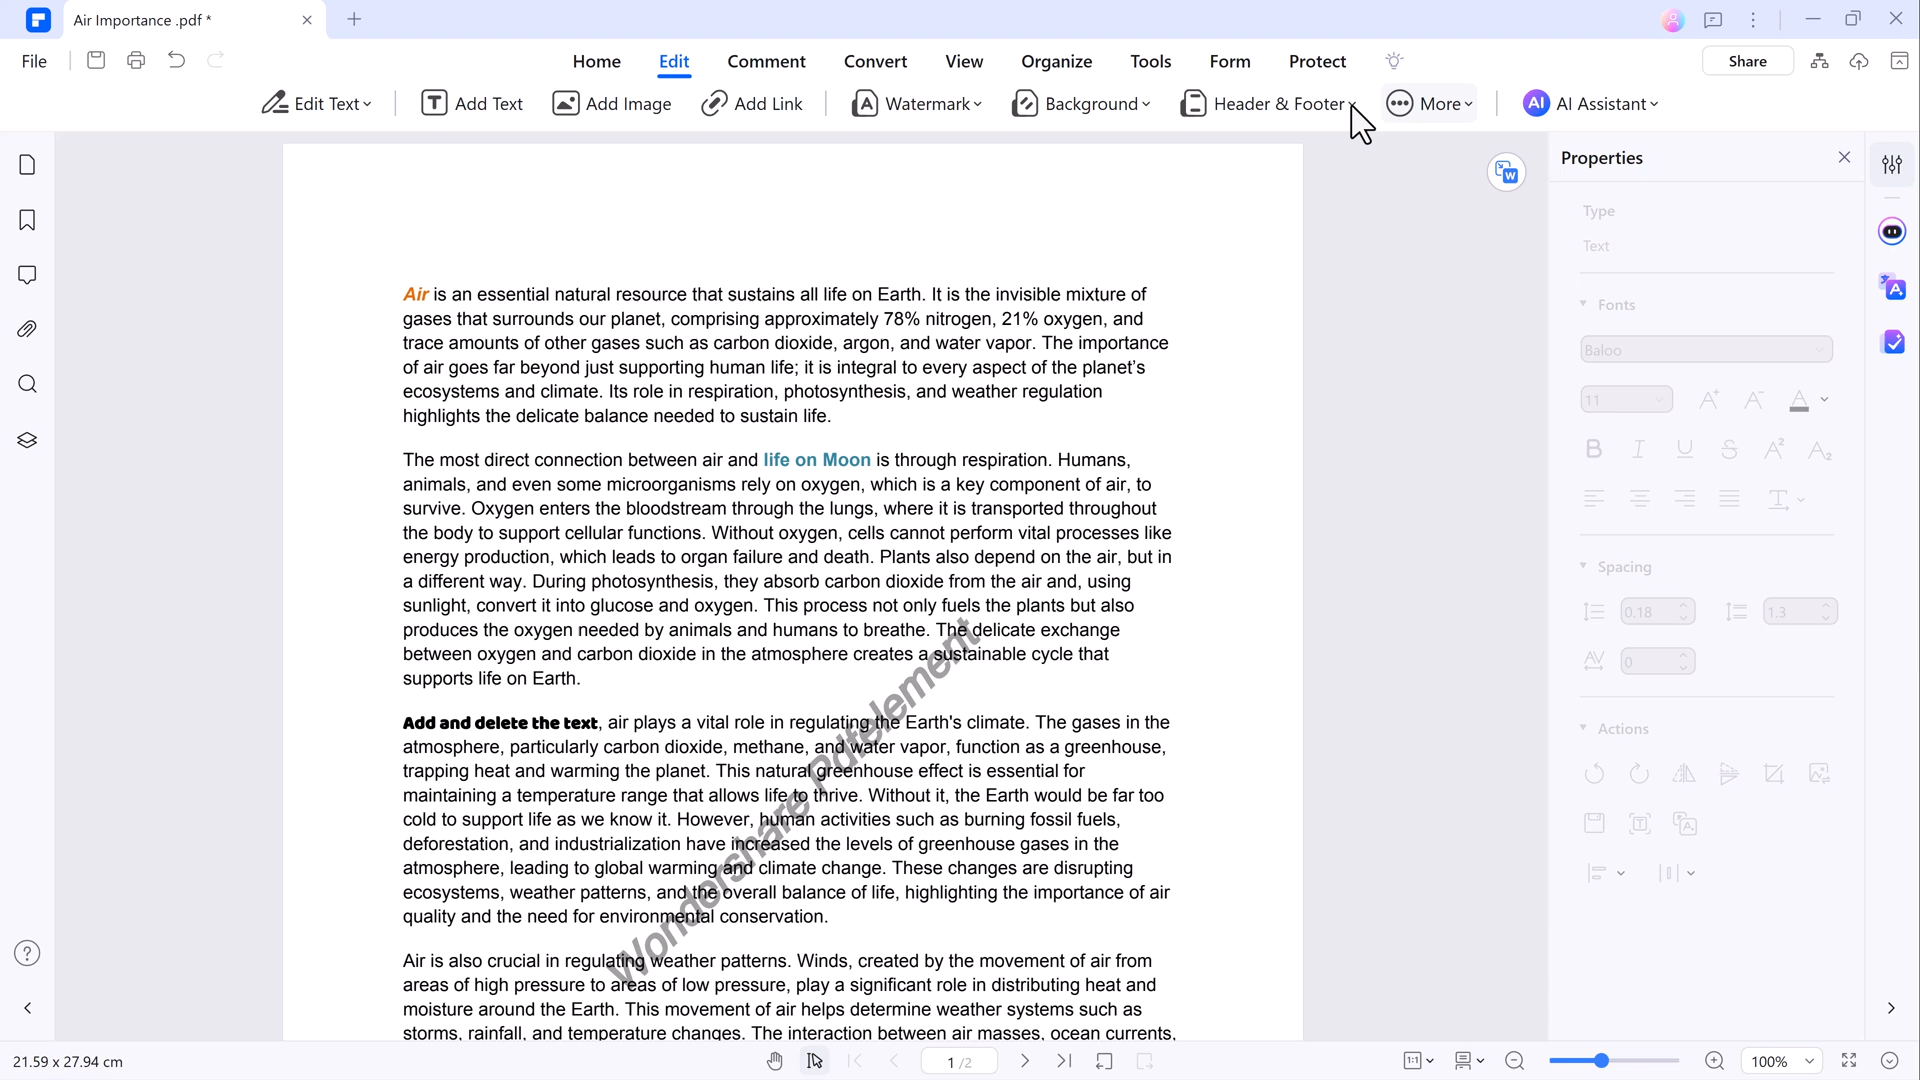 Air Importance .pdf *
File
Home Edit Comment Convert View Organize Tools Form Protect
Share
Edit Text Add Text Add Image Add Link Watermark Background Header & Footer More AI AI Assistant
Properties
Type
Text
Fonts
Baloo
11
Spacing
0.18 1.3
0
Actions
Air is an essential natural resource that sustains all life on Earth. It is the invisible mixture of
gases that surrounds our planet, comprising approximately 78% nitrogen, 21% oxygen, and
trace amounts of other gases such as carbon dioxide, argon, and water vapor. The importance
of air goes far beyond just supporting human life; it is integral to every aspect of the planet's
ecosystems and climate. Its role in respiration, photosynthesis, and weather regulation
highlights the delicate balance needed to sustain life.
The most direct connection between air and life on Moon is through respiration. Humans,
animals, and even some microorganisms rely on oxygen, which is a key component of air, to
survive. Oxygen enters the bloodstream through the lungs, where it is transported throughout
the body to support cellular functions. Without oxygen, cells cannot perform vital processes like
energy production, which leads to organ failure and death. Plants also depend on the air, but in
a different way. During photosynthesis, they absorb carbon dioxide from the air and, using
sunlight, convert it into glucose and oxygen. This process not only fuels the plants but also
produces the oxygen needed by animals and humans to breathe. The delicate exchange
between oxygen and carbon dioxide in the atmosphere creates a sustainable cycle that
supports life on Earth.
Add and delete the text, air plays a vital role in regulating the Earth's climate. The gases in the
atmosphere, particularly carbon dioxide, methane, and water vapor, function as a greenhouse,
trapping heat and warming the planet. This natural greenhouse effect is essential for
maintaining a temperature range that allows life to thrive. Without it, the Earth would be far too
cold to support life as we know it. However, human activities such as burning fossil fuels,
deforestation, and industrialization have increased the levels of greenhouse gases in the
atmosphere, leading to global warming and climate change. These changes are disrupting
ecosystems, weather patterns, and the overall balance of life, highlighting the importance of air
quality and the need for environmental conservation.
Air is also crucial in regulating weather patterns. Winds, created by the movement of air from
areas of high pressure to areas of low pressure, play a significant role in distributing heat and
moisture around the Earth. This movement of air helps determine weather systems such as
storms, rainfall, and temperature changes. The interaction between air masses, ocean currents,
Wondershare Pdfelement
21.59 x 27.94 cm
1 /2
100%